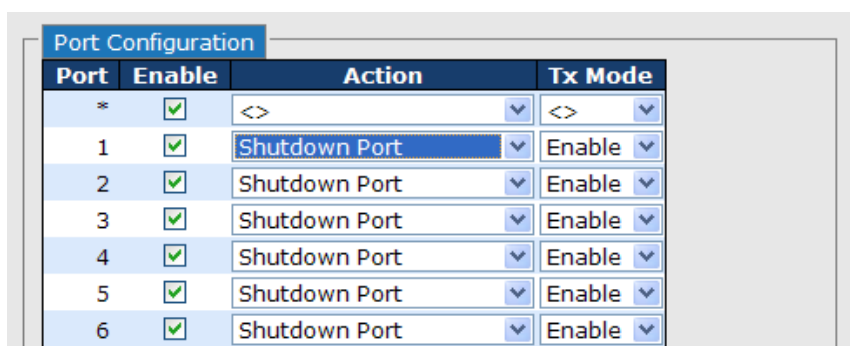 Port Configuration
Port Enable Action Tx Mode
* <> <>
1 Shutdown Port Enable
2 Shutdown Port Enable
3 Shutdown Port Enable
4 Shutdown Port Enable
5 Shutdown Port Enable
6 Shutdown Port Enable